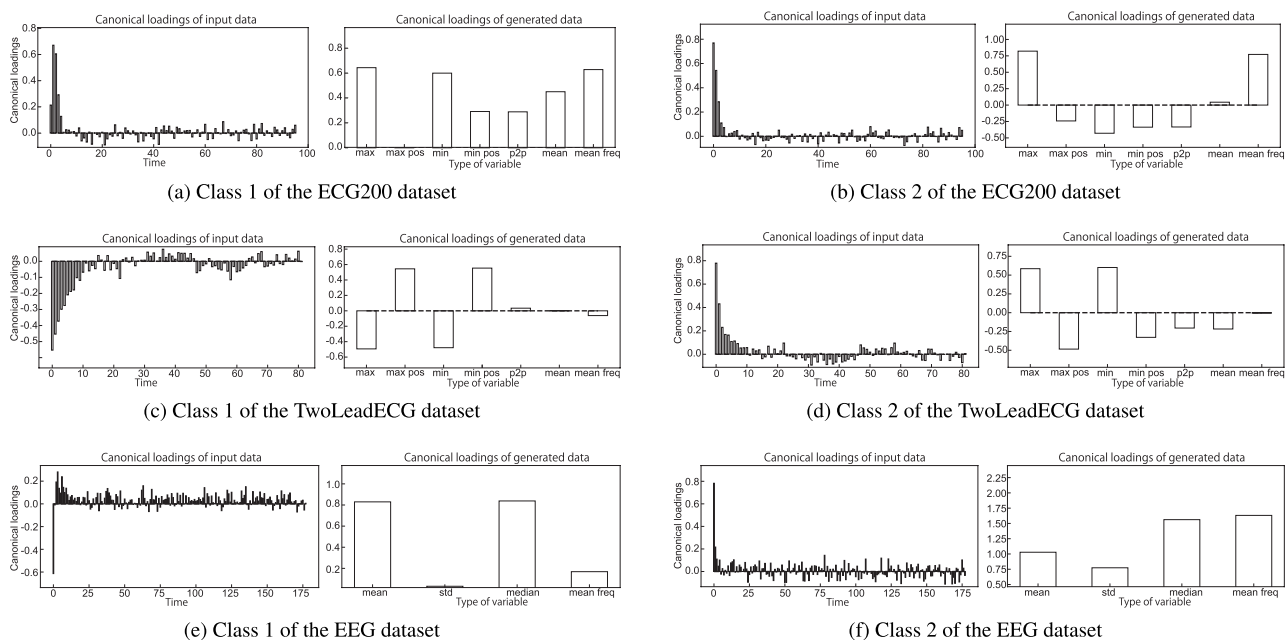 Canonical loadings of input data
Canonical loadings of generated data
Canonical loadings
0.8
0.6
0.4
0.2
0.0
0 20 40 60 80 100
Time
0.8
0.6
0.4
0.2
0.0
max max pos min min pos p2p mean mean freq
Type of variable
(a) Class 1 of the ECG200 dataset
Canonical loadings of input data
Canonical loadings of generated data
Canonical loadings
0.8
0.6
0.4
0.2
0.0
0 20 40 60 80 100
Time
1.00
0.75
0.50
0.25
0.00
-0.25
-0.50
max max pos min min pos p2p mean mean freq
Type of variable
(b) Class 2 of the ECG200 dataset
Canonical loadings of input data
Canonical loadings of generated data
Canonical loadings
0.0
-0.1
-0.2
-0.3
-0.4
-0.5
0 10 20 30 40 50 60 70 80
Time
0.8
0.6
0.4
0.2
0.0
-0.2
-0.4
-0.6
max max pos min min pos p2p mean mean freq
Type of variable
(c) Class 1 of the TwoLeadECG dataset
Canonical loadings of input data
Canonical loadings of generated data
Canonical loadings
0.8
0.6
0.4
0.2
0.0
0 10 20 30 40 50 60 70 80
Time
0.75
0.50
0.25
0.00
-0.25
-0.50
max max pos min min pos p2p mean mean freq
Type of variable
(d) Class 2 of the TwoLeadECG dataset
Canonical loadings of input data
Canonical loadings of generated data
Canonical loadings
0.2
0.0
-0.2
-0.4
-0.6
0 25 50 75 100 125 150 175
Time
1.0
0.8
0.6
0.4
0.2
mean std median mean freq
Type of variable
(e) Class 1 of the EEG dataset
Canonical loadings of input data
Canonical loadings of generated data
Canonical loadings
0.8
0.6
0.4
0.2
0.0
0 25 50 75 100 125 150 175
Time
2.25
2.00
1.75
1.50
1.25
1.00
0.75
0.50
mean std median mean freq
Type of variable
(f) Class 2 of the EEG dataset